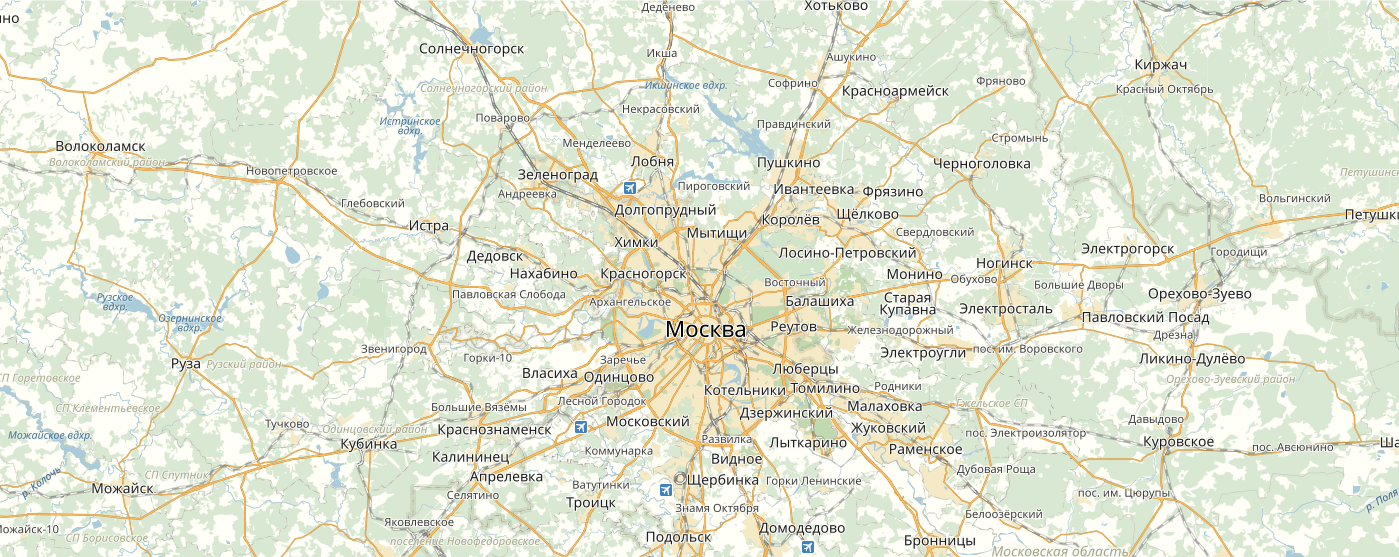 Деденево
Хотьково
Солнечногорск
Икша
Ашукино
Киржач
Софрино
Фряново
Солнечногорский район
Икшинское вдхр.
Красноармейск
Красный Октябрь
Некрасовский
Поварово
Истринское
вдхр.
Правдинский
Стромынь
Менделеево
Волоколамск
Волоколамский район
Лобня
Пушкино
Черноголовка
Новопетровское
Зеленоград
Андреевка
Пироговский
Ивантеевка
Фрязино
Вольгинский
Глебовский
Долгопрудный
Королёв
Щёлково
Истра
Мытищи
Свердловский
Химки
Электрогорск
Городищи
Дедовск
Лосино-Петровский
Нахабино
Красногорск
Монино
Ногинск
Обухово
Восточный
Большие Дворы
Рузское
вдхр.
Павловская Слобода
Архангельское
Балашиха
Старая
Купавна
Электросталь
Орехово-Зуево
Озернинское
вдхр.
Москва
Реутов
Железнодорожный
Павловский Посад
Дрезна
Звенигород
Горки-10
Заречье
Электроугли
пос. им. Воровского
Ликино-Дулёво
Руза
Рузский район
Власиха
Одинцово
Люберцы
СП Горетовское
Орехово-Зуевский район
Котельники
Томилино
Родники
СП Клементьевское
Большие Вязёмы
Лесной Городок
Малаховка
Гжельское СП
Дзержинский
Тучково
Одинцовский район
Краснознаменск
Московский
Жуковский
пос. Электроизолятор
Давыдово
Можайское вдхр.
Кубинка
Развилка
Лыткарино
Раменское
Куровское
пос. Авсюнино
Калининец
Коммунарка
Видное
Дубовая Роща
р. Колочь
СП Спутник
Апрелевка
Ватутинки
Щербинка
Горки Ленинские
Можайск
Селятино
Троицк
Знамя Октября
пос. им. Цюрупы
Яковлевское
Домодедово
Белоозёрский
Можайск-10
СП Борисовское
поселение Новофедоровское
Подольск
Бронницы
Московская область